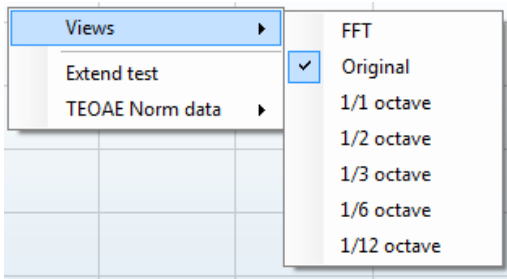 Views
Extend test
TEOAE Norm data
FFT
Original
1/1 octave
1/2 octave
1/3 octave
1/6 octave
1/12 octave